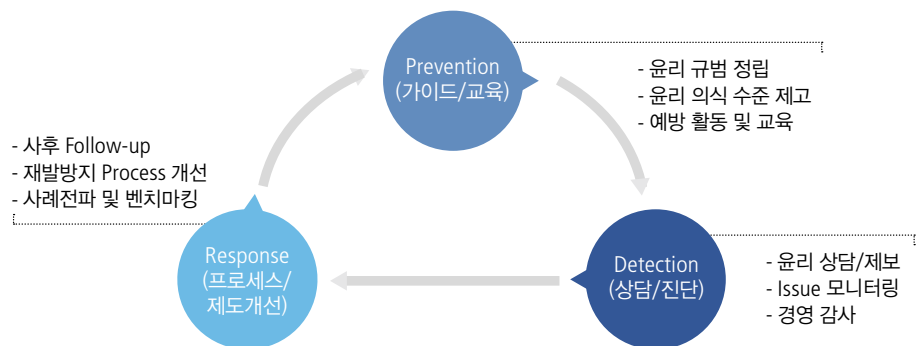 Prevention
(가이드/교육)
- 윤리 규범 정립
- 윤리 의식 수준 제고
- 예방 활동 및 교육
- 사후 Follow-up
- 재발방지 Process 개선
- 사례전파 및 벤치마킹
Response
(프로세스/
제도개선)
Detection
(상담/진단)
- 윤리 상담/제보
- Issue 모니터링
- 경영 감사